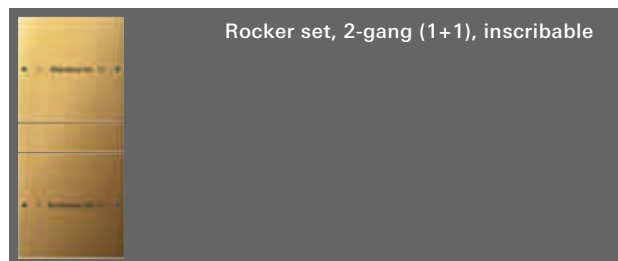 Rocker set, 2-gang (1+1), inscribable